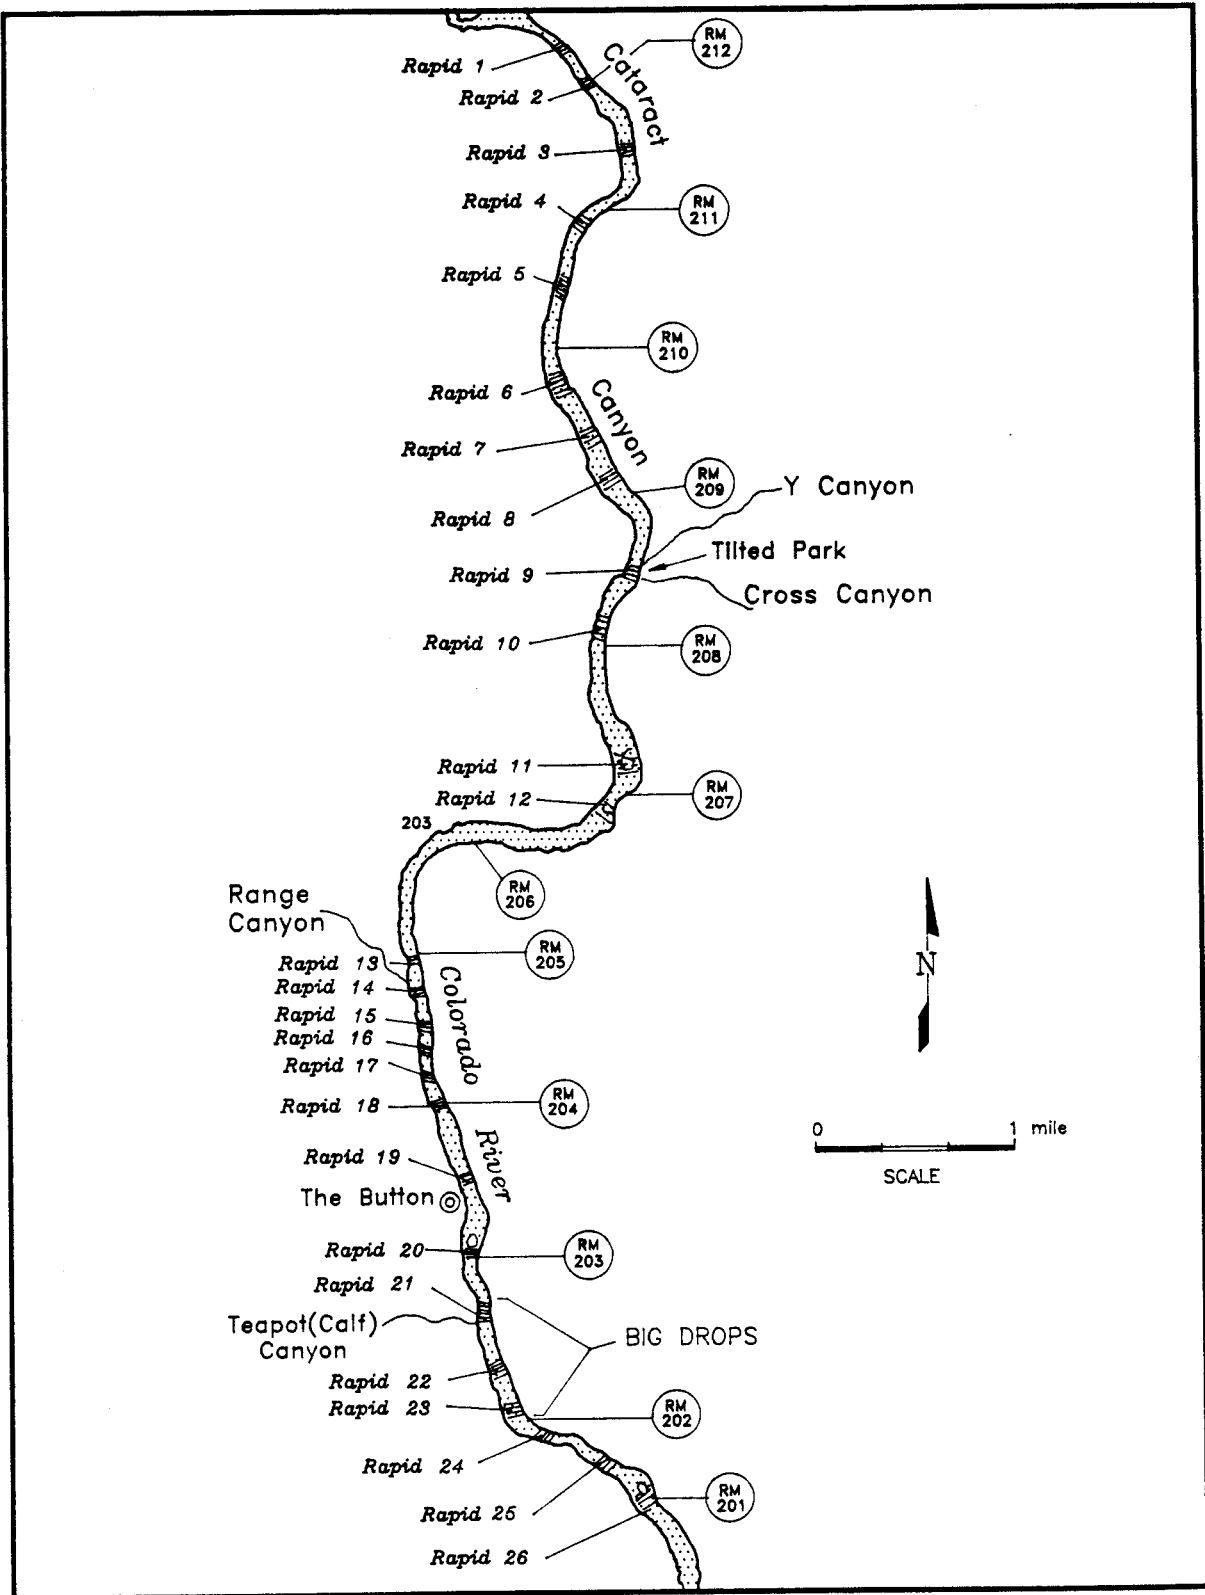 RM
212
Rapid 1
Cataract
Rapid 2
Rapid 3
Rapid 4
RM
211
Rapid 5
RM
210
Rapid 6
Canyon
Rapid 7
RM
209
Y Canyon
Rapid 8
Tilted Park
Rapid 9
Cross Canyon
Rapid 10
RM
208
Rapid 11
RM
207
Rapid 12
203
RM
206
Range
Canyon
RM
205
Rapid 13
Rapid 14
Colorado
N
Rapid 15
Rapid 16
Rapid 17
RM
204
Rapid 18
0 1 mile
SCALE
River
Rapid 19
The Button
Rapid 20
RM
203
Rapid 21
Teapot(Calf)
Canyon
BIG DROPS
Rapid 22
Rapid 23
RM
202
Rapid 24
RM
201
Rapid 25
Rapid 26